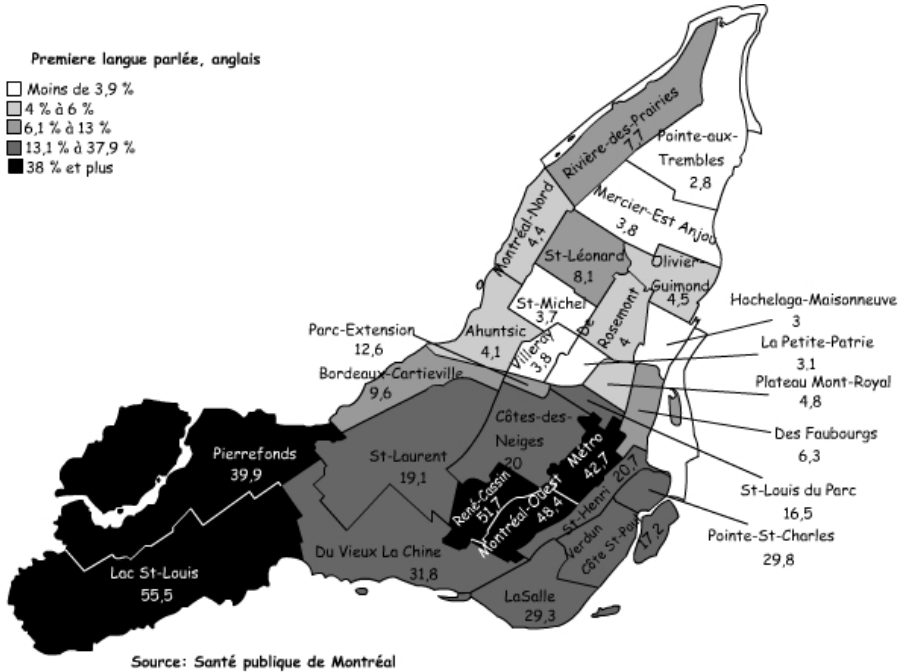 Premiere langue parlée, anglais
Moins de 3,9 %
4 % à 6 %
6,1 % à 13 %
13,1 % à 37,9 %
38 % et plus
Rivière-des-Prairies
7,7
Pointe-aux-
Trembles
2,8
Mercier-Est Anjou
3,8
Montréal-Nord
4,4
St-Léonard
8,1
Olivier-
Guimond
4,5
St-Michel
3,7
De
Rosemont
4
Hochelaga-Maisonneuve
3
Parc-Extension
12,6
Ahuntsic
4,1
Villeray
3,8
La Petite-Patrie
3,1
Bordeaux-Cartieville
9,6
Plateau Mont-Royal
4,8
Côtes-des-
Neiges
20
Métro
42,7
Des Faubourgs
6,3
Pierrefonds
39,9
St-Laurent
19,1
René-Cassin
51,7
Montréal-Ouest
48,4
St-Henri 20,7
St-Louis du Parc
16,5
Verdun
Côte St-Paul
17,2
Pointe-St-Charles
29,8
Du Vieux La Chine
31,8
Lac St-Louis
55,5
LaSalle
29,3
Source: Santé publique de Montréal